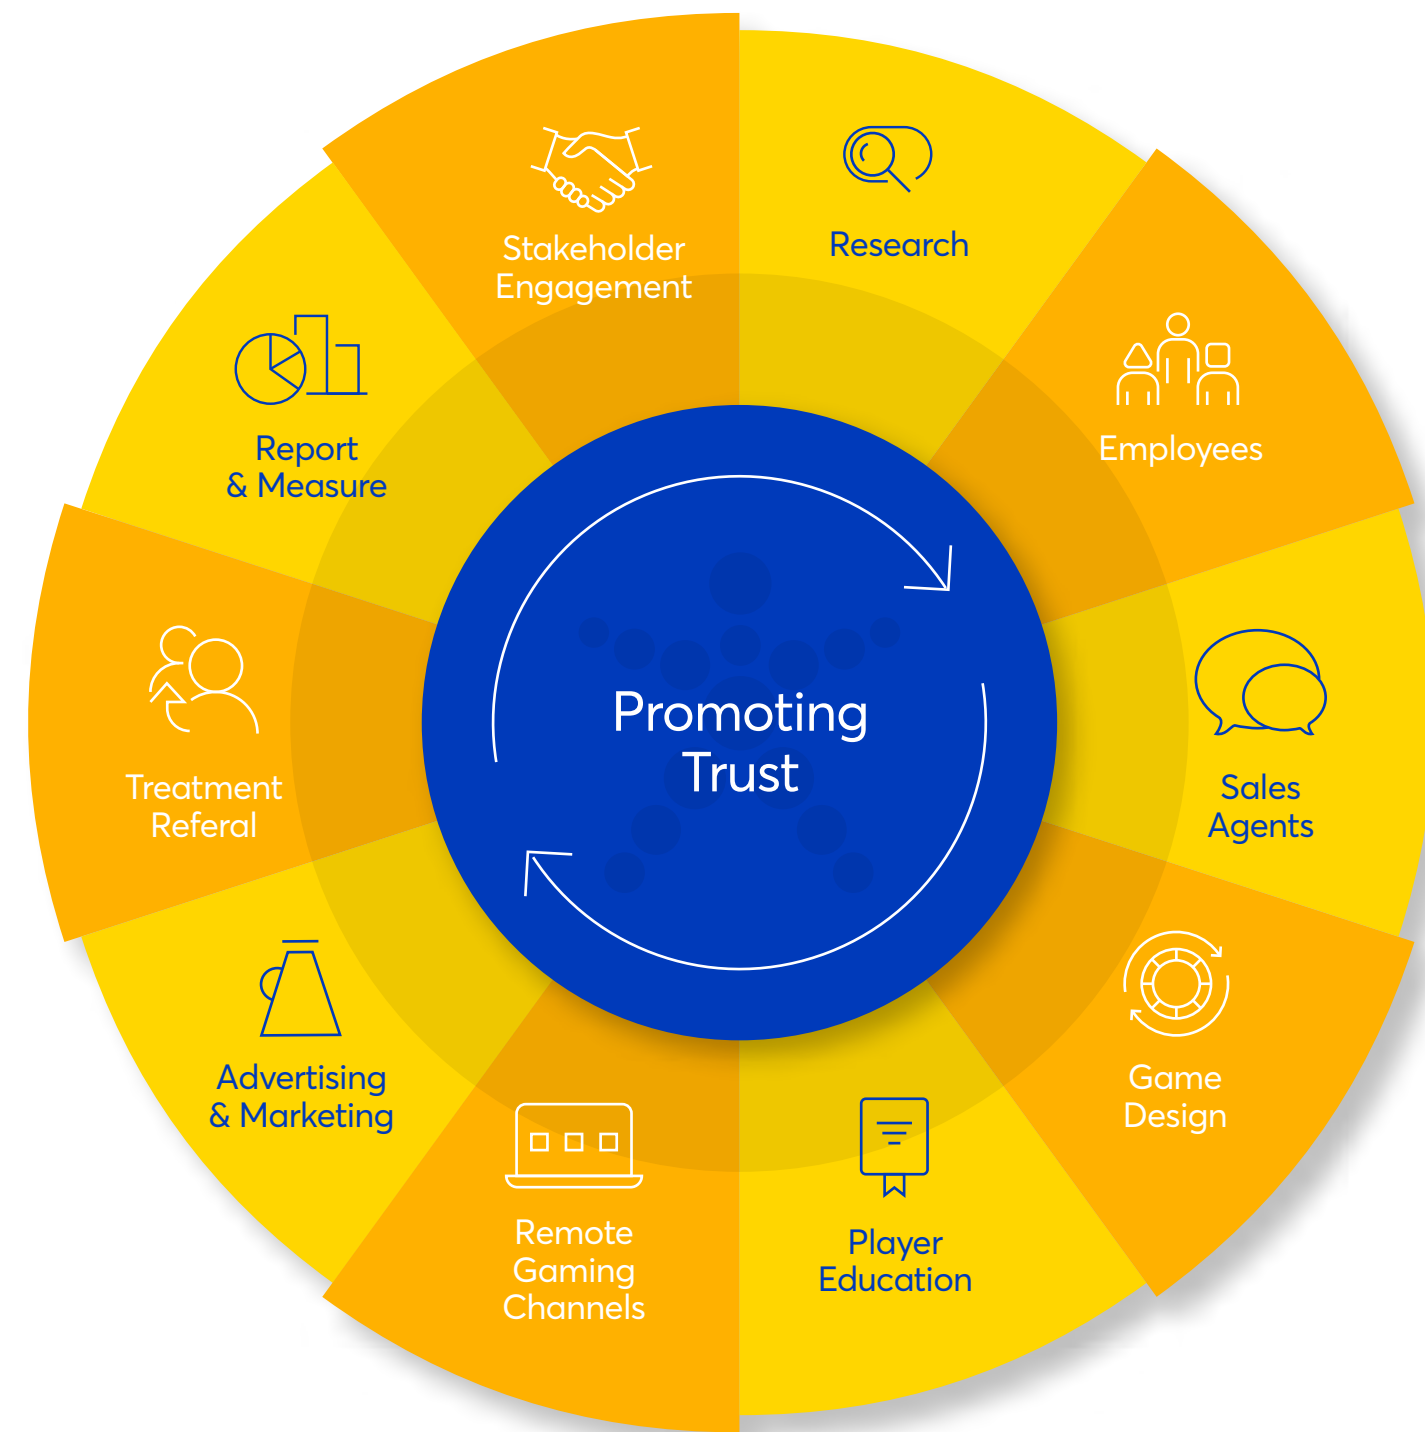 Stakeholder
Engagement
Research
Employees
Sales
Agents
Game
Design
Player
Education
Remote
Gaming
Channels
Advertising
& Marketing
Treatment
Referal
Report
& Measure
Promoting
Trust